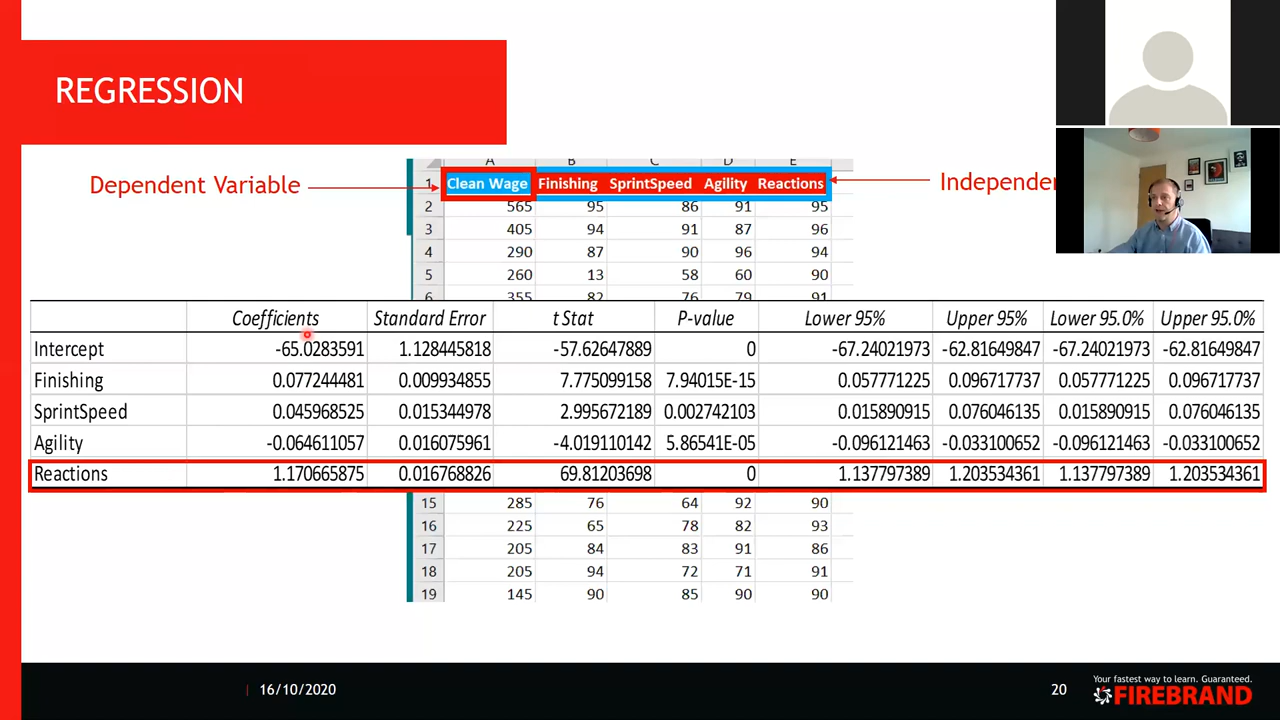 REGRESSION
Dependent Variable
Independen
A B C D E
1 Clean Wage Finishing SprintSpeed Agility Reactions
2 565 95 86 91 95
3 405 94 91 87 96
4 290 87 90 96 94
5 260 13 58 60 90
6 355 82 76 79 91
Coefficients Standard Error t Stat P-value Lower 95% Upper 95% Lower 95.0% Upper 95.0%
Intercept -65.0283591 1.128445818 -57.62647889 0 -67.24021973 -62.81649847 -67.24021973 -62.81649847
Finishing 0.077244481 0.009934855 7.775099158 7.94015E-15 0.057771225 0.096717737 0.057771225 0.096717737
SprintSpeed 0.045968525 0.015344978 2.995672189 0.002742103 0.015890915 0.076046135 0.015890915 0.076046135
Agility -0.064611057 0.016075961 -4.019110142 5.86541E-05 -0.096121463 -0.033100652 -0.096121463 -0.033100652
Reactions 1.170665875 0.016768826 69.81203698 0 1.137797389 1.203534361 1.137797389 1.203534361
15 285 76 64 92 90
16 225 65 78 82 93
17 205 84 83 91 86
18 205 94 72 71 91
19 145 90 85 90 90
16/10/2020
20
Your fastest way to learn. Guaranteed.
FIREBRAND